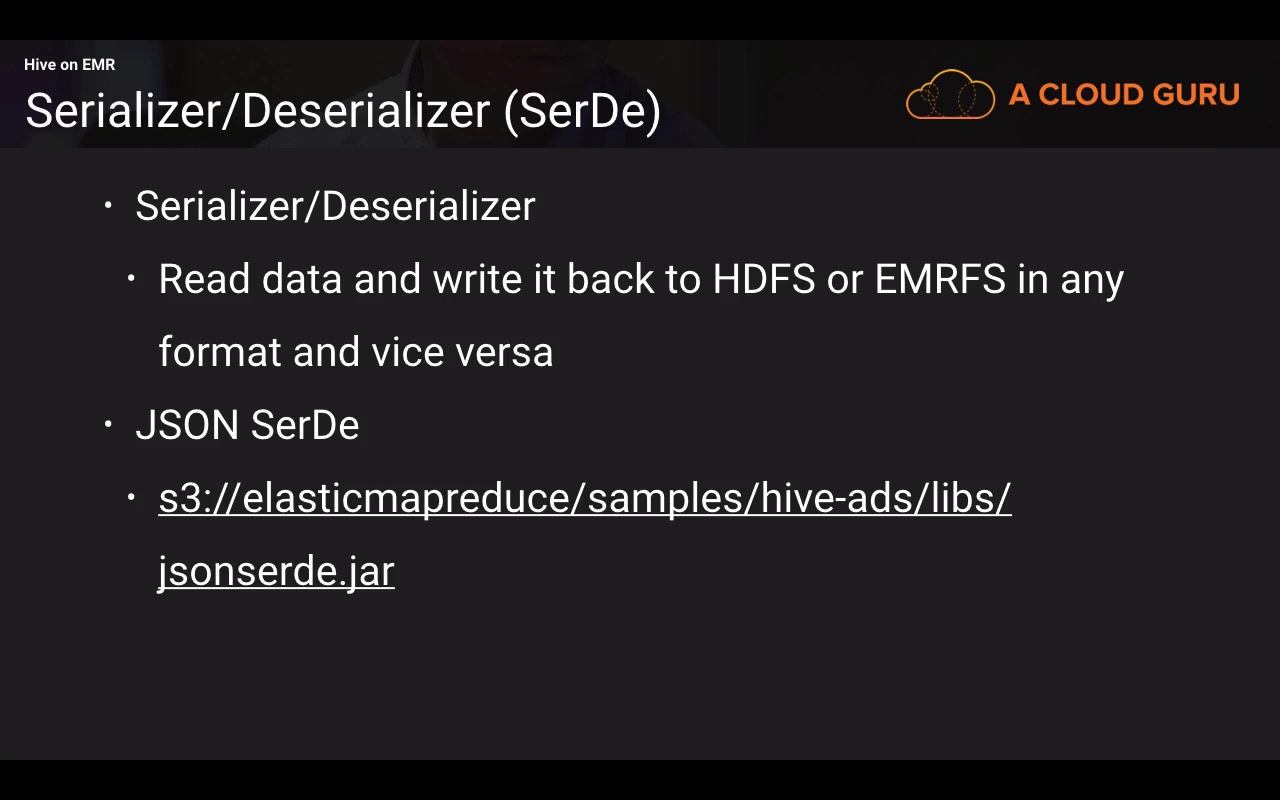 Hive on EMR
Serializer/Deserializer (SerDe)
A CLOUD GURU
• Serializer/Deserializer
• Read data and write it back to HDFS or EMRFS in any
format and vice versa
• JSON SerDe
• s3://elasticmapreduce/samples/hive-ads/libs/
jsonserde.jar